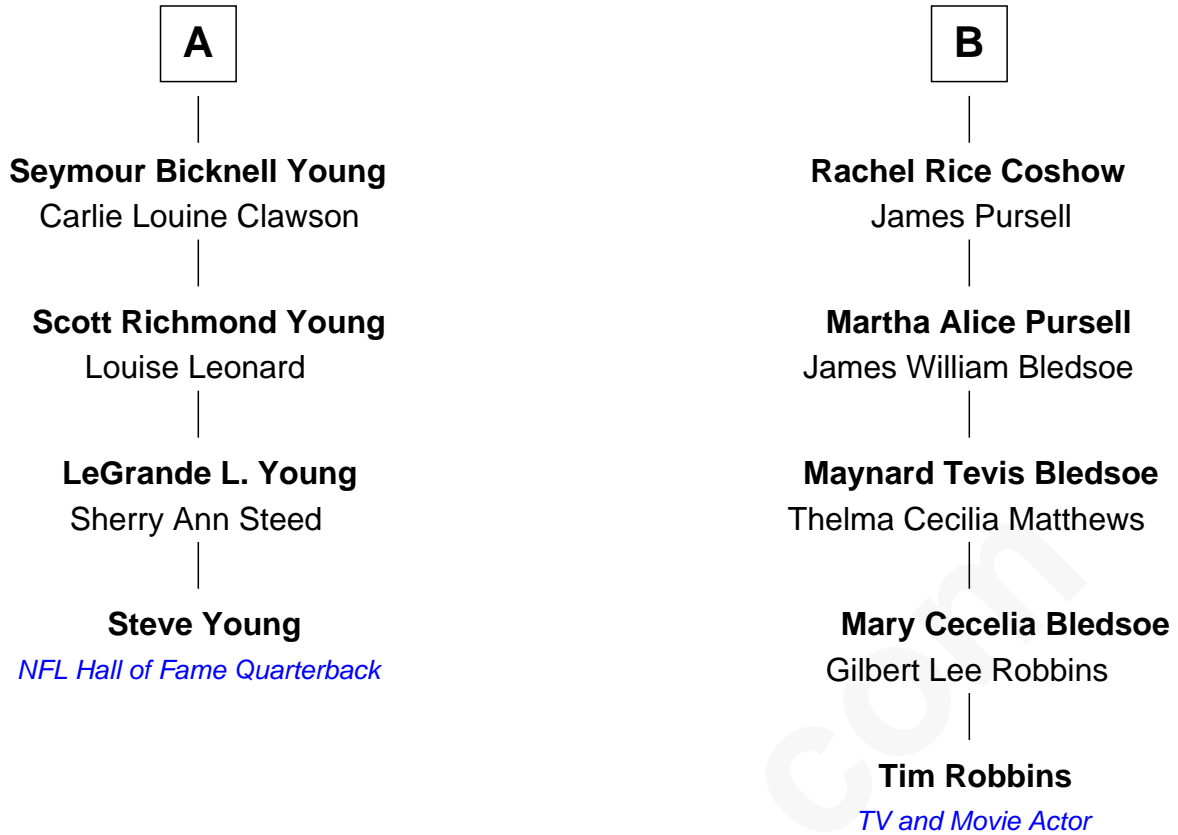 A
Seymour Bicknell Young
Carlie Louine Clawson
Scott Richmond Young
Louise Leonard
LeGrande L. Young
Sherry Ann Steed
Steve Young
NFL Hall of Fame Quarterback
B
Rachel Rice Coshow
James Pursell
Martha Alice Pursell
James William Bledsoe
Maynard Tevis Bledsoe
Thelma Cecilia Matthews
Mary Cecelia Bledsoe
Gilbert Lee Robbins
Tim Robbins
TV and Movie Actor
com